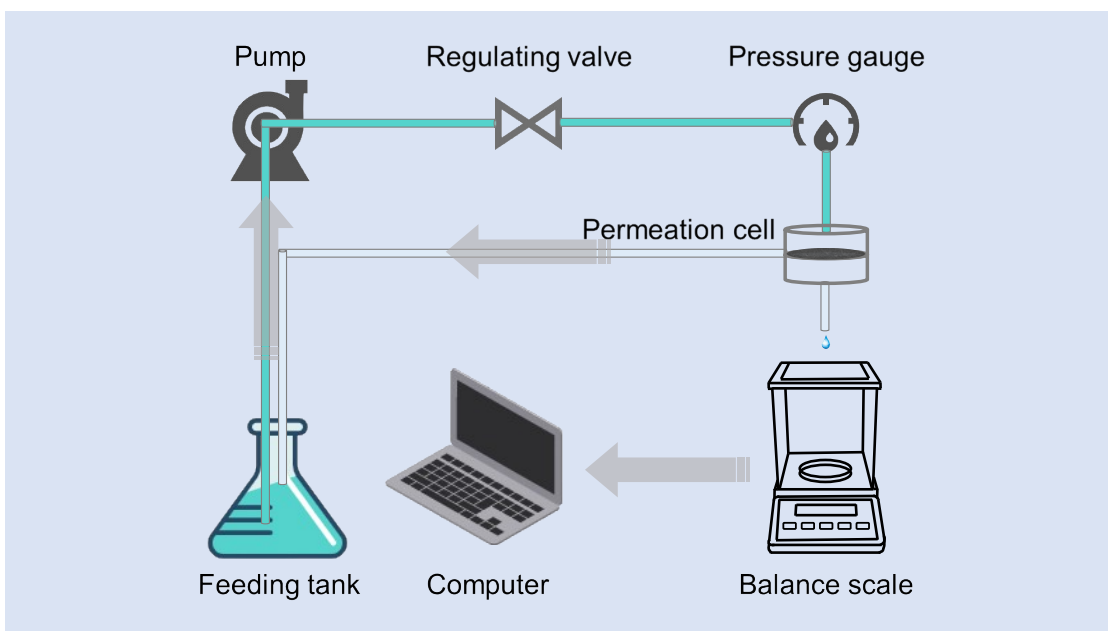 Pump
Regulating valve
Pressure gauge
Permeation cell
Feeding tank
Computer
Balance scale